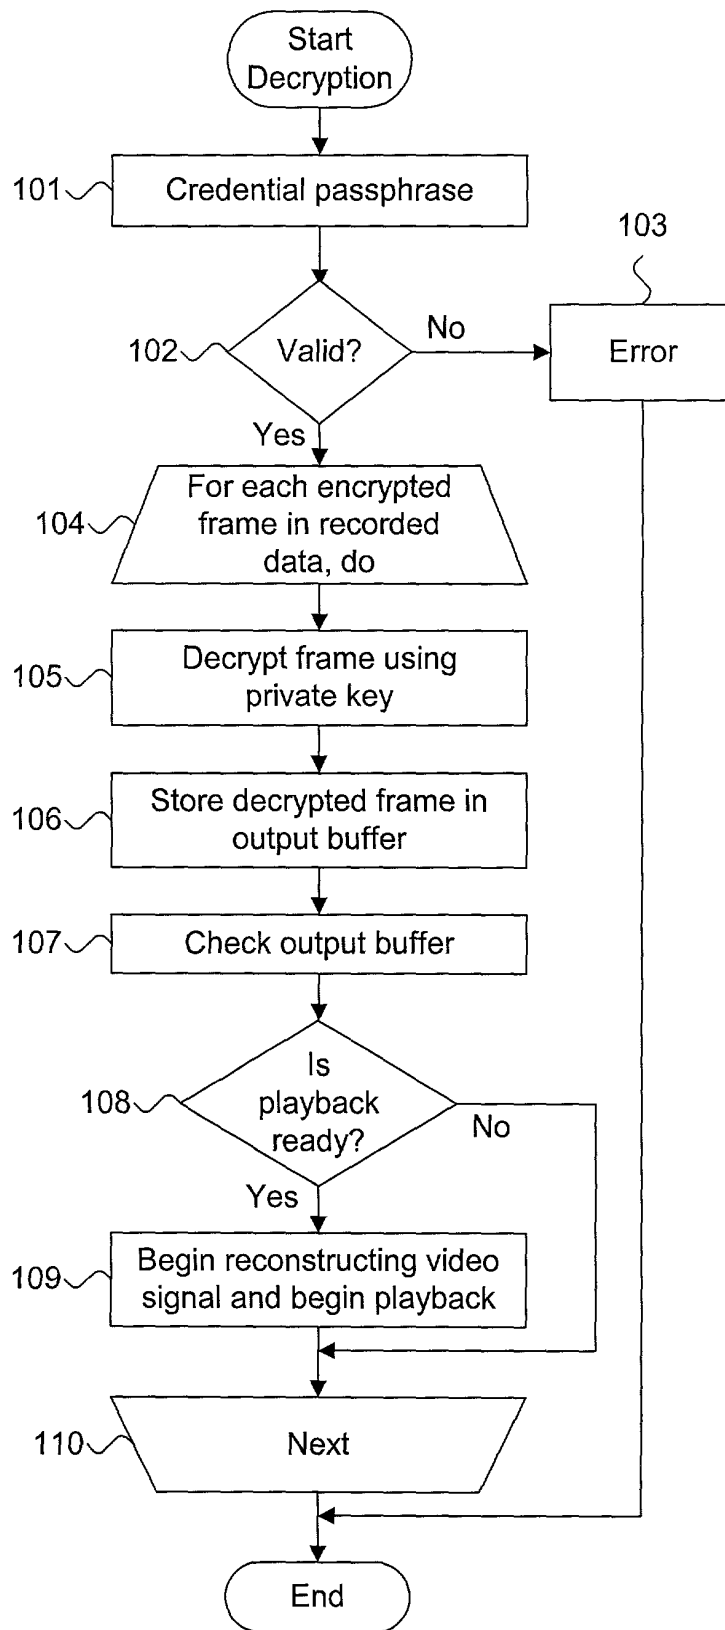 Start
Decryption
101
Credential passphrase
103
102
Valid?
No
Error
Yes
104
For each encrypted
frame in recorded
data, do
105
Decrypt frame using
private key
106
Store decrypted frame in
output buffer
107
Check output buffer
108
Is
playback
ready?
No
Yes
109
Begin reconstructing video
signal and begin playback
110
Next
End